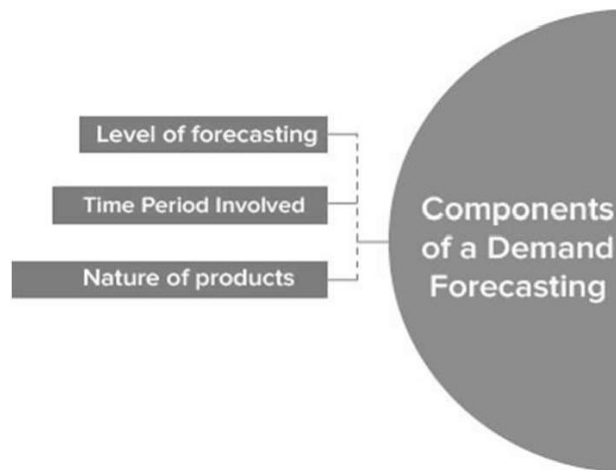 Level of forecasting
Time Period Involved
Nature of products
Components
of a Demand
Forecasting